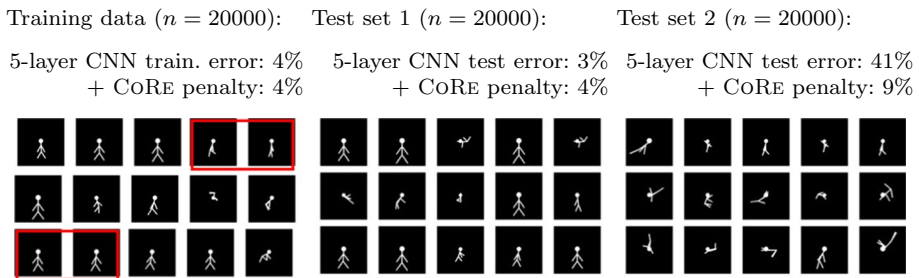 Training data (n = 20000):
5-layer CNN train. error: 4%
+ CORE penalty: 4%
Test set 1 (n = 20000):
5-layer CNN test error: 3%
+ CORE penalty: 4%
Test set 2 (n = 20000):
5-layer CNN test error: 41%
+ CORE penalty: 9%